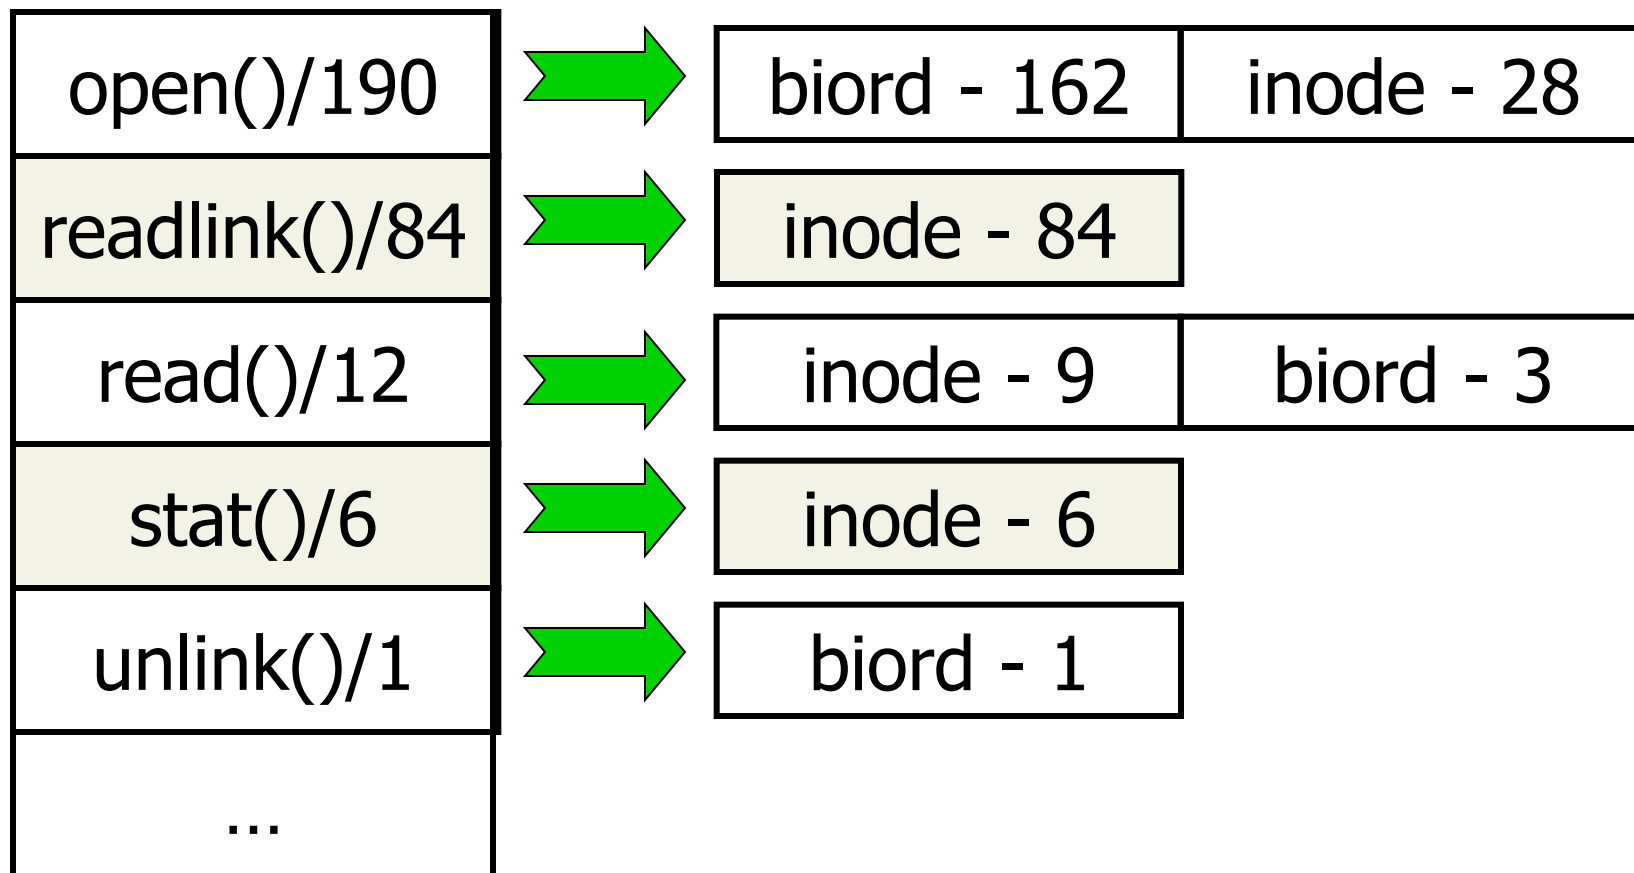 open()/190
biord - 162
inode - 28
readlink()/84
inode - 84
read()/12
inode - 9
biord - 3
stat()/6
inode - 6
unlink()/1
biord - 1
...